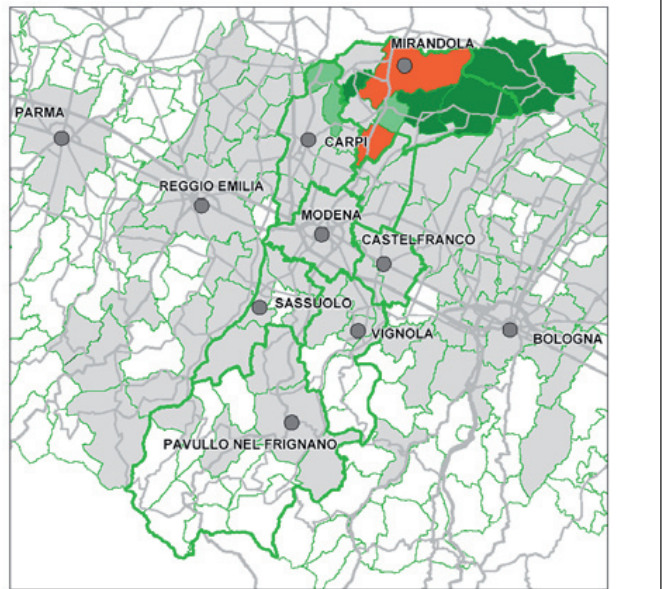 MIRANDOLA
PARMA
CARPI
REGGIO EMILIA
MODENA
CASTELFRANCO
SASSUOLO
VIGNOLA
BOLOGNA
PAVULLO NEL FRIGNANO